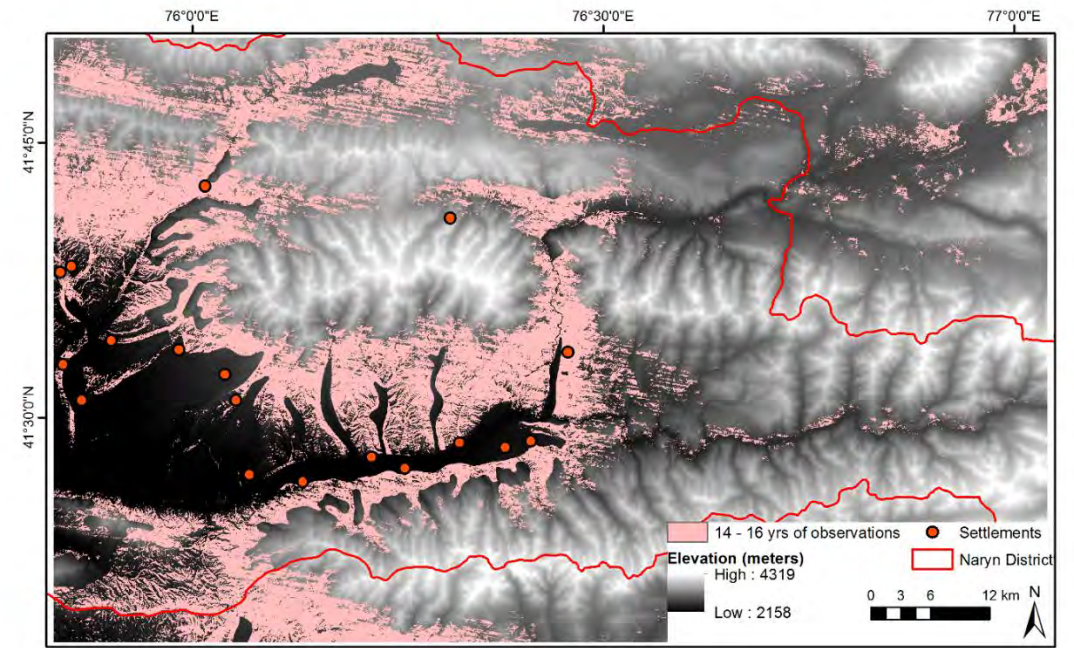 76°0'0"E 76°30'0"E 77°0'0"E
41°45'0"N
41°30'0"N
14 - 16 yrs of observations
Settlements
Elevation (meters)
Naryn District
High : 4319
Low : 2158
0 3 6 12 km
N